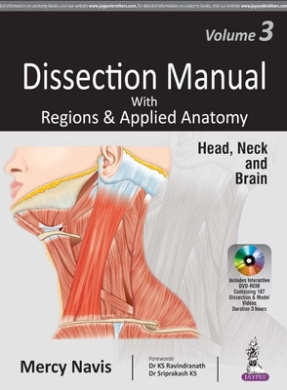 Volume 3
Dissection Manual
With
Regions & Applied Anatomy
Head, Neck
and
Brain
Includes Interactive
DVD-ROM
Containing 107
Dissection & Model
Videos
Duration 3 hours
Mercy Navis
Forewords
Dr KS Ravindranath
Dr Sriprakash KS
JAYPEE